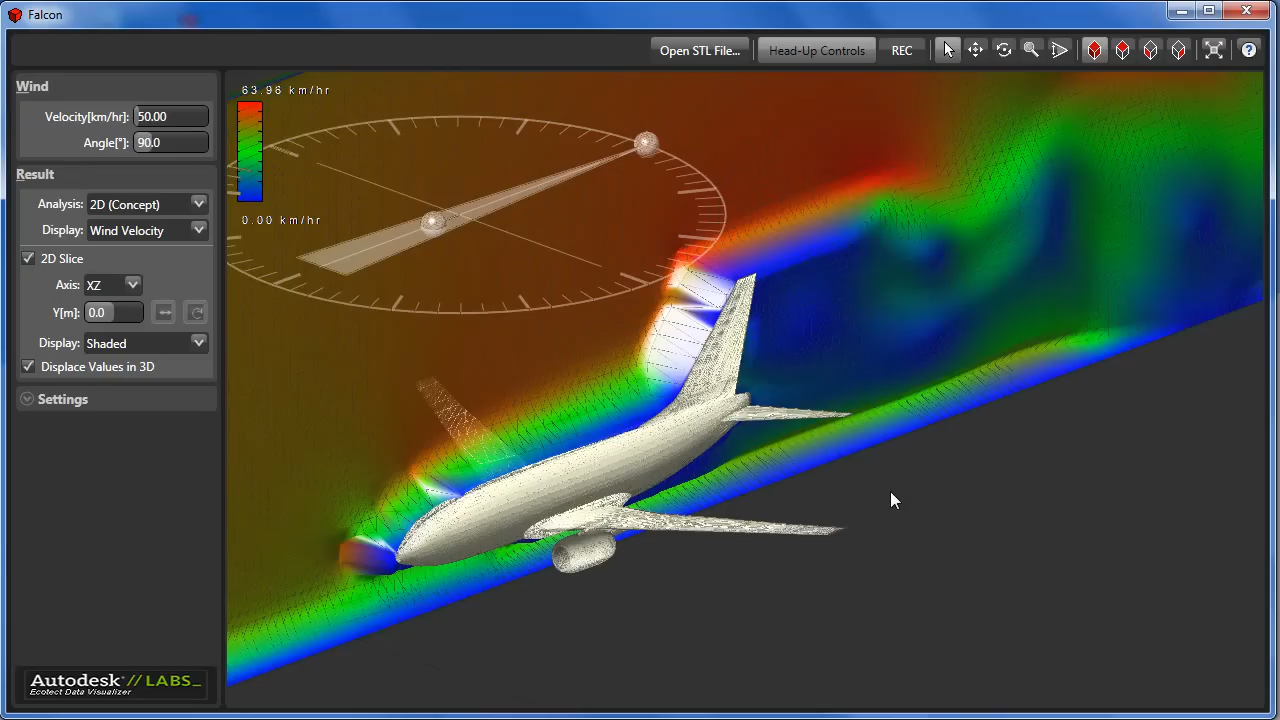 Falcon
Open STL File...
Head-Up Controls
REC
?
Wind
Velocity[km/hr]: 50.00
Angle[°]: 90.0
Result
Analysis: 2D (Concept)
Display: Wind Velocity
2D Slice
Axis: XZ
Y[m]: 0.0
Display: Shaded
Displace Values in 3D
Settings
Autodesk® // LABS_
Ecotect Data Visualizer
63.96 km/hr
0.00 km/hr